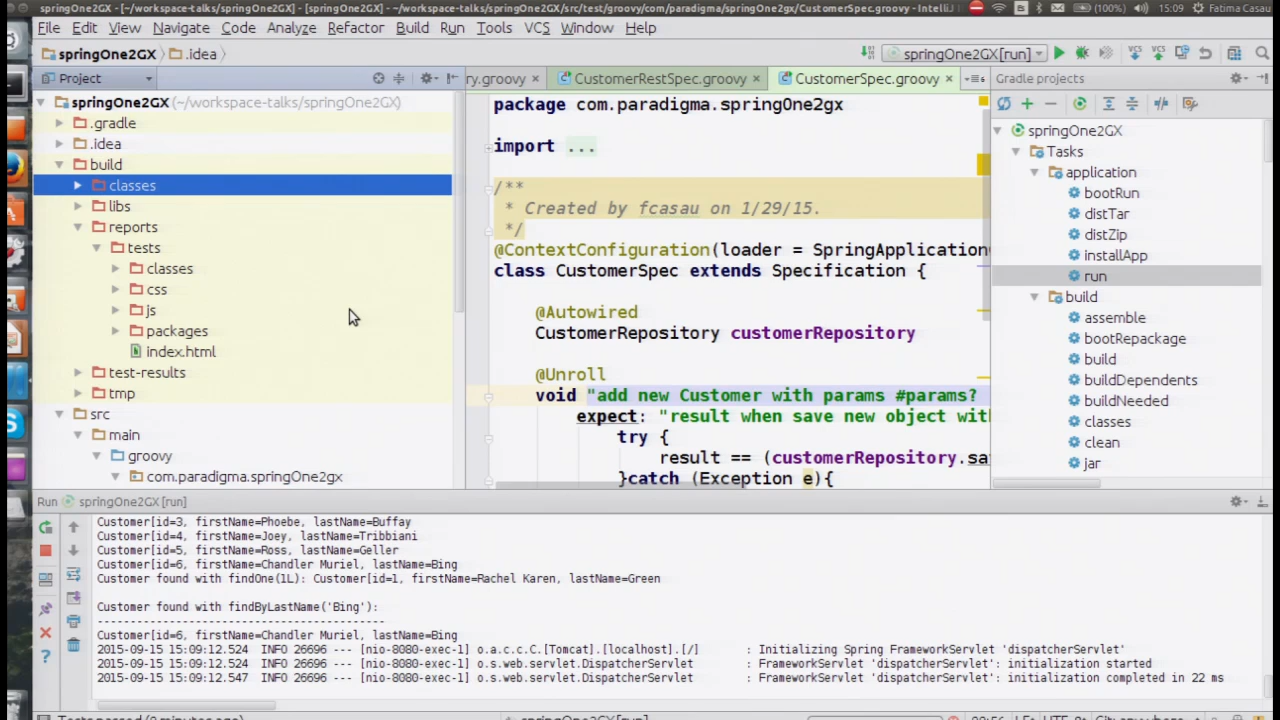 springOne2GX - [~/workspace-talks/springOne2GX] - [springOne2GX] - ~/workspace-talks/springOne2GX/src/test/groovy/com/paradigma/springOne2gx/CustomerSpec.groovy - IntelliJ
(100%) 15:09 Fatima Casau
File Edit View Navigate Code Analyze Refactor Build Run Tools VCS Window Help
springOne2GX .idea springOne2GX[run] VCS VCS
Project ry.groovy CustomerRestSpec.groovy CustomerSpec.groovy Gradle projects
springOne2GX (~/workspace-talks/springOne2GX)
.gradle
.idea
build
classes
libs
reports
tests
classes
css
js
packages
index.html
test-results
tmp
src
main
groovy
com.paradigma.springOne2gx
package com.paradigma.springOne2gx
import ...
/**
* Created by fcasau on 1/29/15.
*/
@ContextConfiguration(loader = SpringApplication
class CustomerSpec extends Specification {
@Autowired
CustomerRepository customerRepository
@Unroll
void "add new Customer with params #params?
expect: "result when save new object wit
try {
result == (customerRepository.sa
}catch (Exception e){
springOne2GX
Tasks
application
bootRun
distTar
distZip
installApp
run
build
assemble
bootRepackage
build
buildDependents
buildNeeded
classes
clean
jar
Run springOne2GX [run]
Customer[id=3, firstName=Phoebe, lastName=Buffay
Customer[id=4, firstName=Joey, lastName=Tribbiani
Customer[id=5, firstName=Ross, lastName=Geller
Customer[id=6, firstName=Chandler Muriel, lastName=Bing
Customer found with findOne(1L): Customer[id=1, firstName=Rachel Karen, lastName=Green
Customer found with findByLastName('Bing'):
--------------------------------------------
Customer[id=6, firstName=Chandler Muriel, lastName=Bing
2015-09-15 15:09:12.524 INFO 26696 --- [nio-8080-exec-1] o.a.c.c.C.[Tomcat].[localhost].[/] : Initializing Spring FrameworkServlet 'dispatcherServlet'
2015-09-15 15:09:12.524 INFO 26696 --- [nio-8080-exec-1] o.s.web.servlet.DispatcherServlet : FrameworkServlet 'dispatcherServlet': initialization started
2015-09-15 15:09:12.547 INFO 26696 --- [nio-8080-exec-1] o.s.web.servlet.DispatcherServlet : FrameworkServlet 'dispatcherServlet': initialization completed in 22 ms
springOne2GX [run]